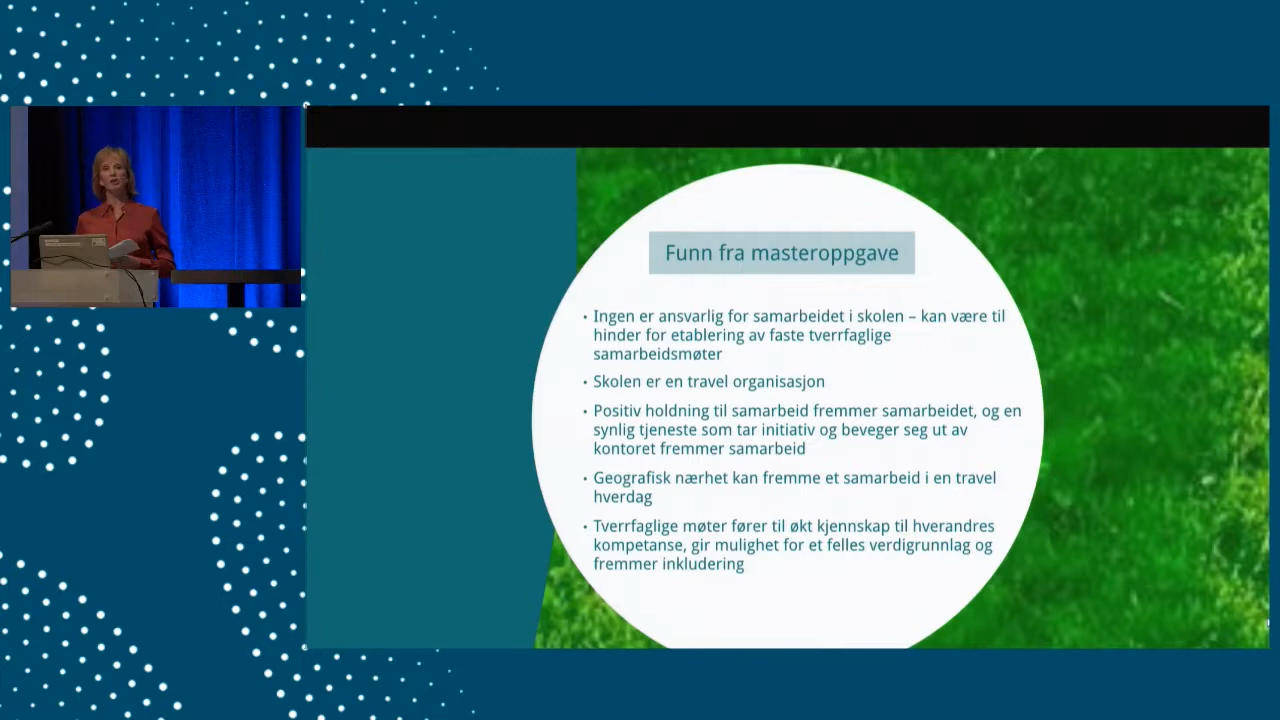 Funn fra masteroppgave
• Ingen er ansvarlig for samarbeidet i skolen – kan være til
hinder for etablering av faste tverrfaglige
samarbeidsmøter
• Skolen er en travel organisasjon
• Positiv holdning til samarbeid fremmer samarbeidet, og en
synlig tjeneste som tar initiativ og beveger seg ut av
kontoret fremmer samarbeid
• Geografisk nærhet kan fremme et samarbeid i en travel
hverdag
• Tverrfaglige møter fører til økt kjennskap til hverandres
kompetanse, gir mulighet for et felles verdigrunnlag og
fremmer inkludering